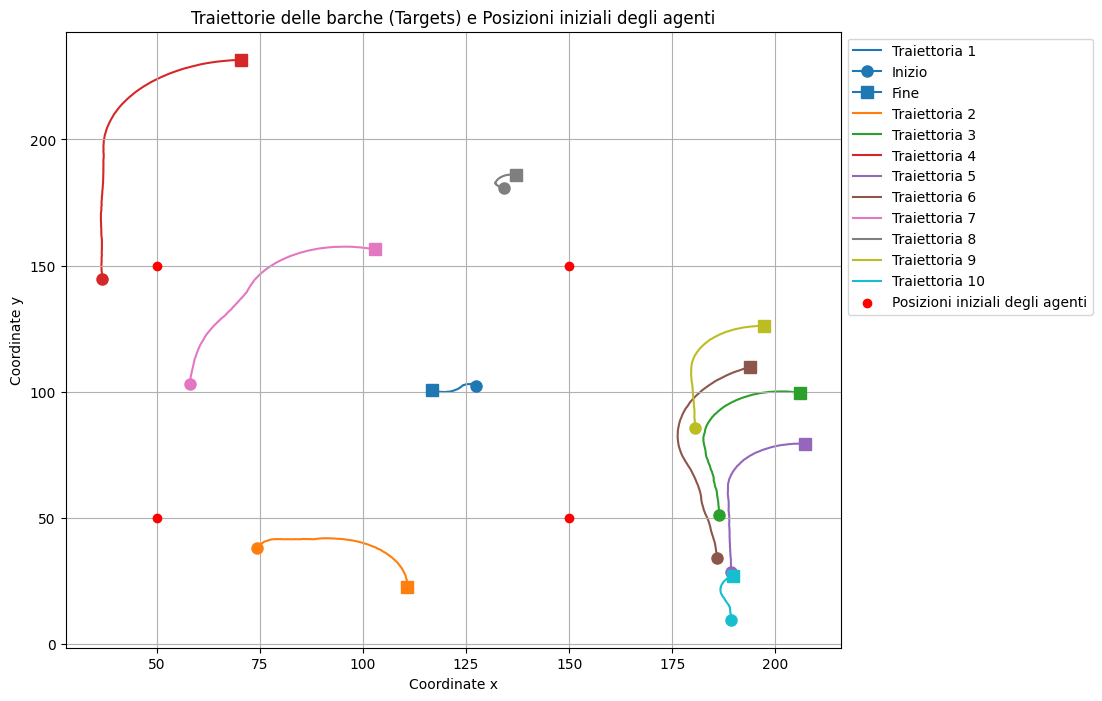 Traiettorie delle barche (Targets) e Posizioni iniziali degli agenti
Coordinate y
200
150
100
50
0
50
75
100
125
150
175
200
Coordinate x
Traiettoria 1
Inizio
Fine
Traiettoria 2
Traiettoria 3
Traiettoria 4
Traiettoria 5
Traiettoria 6
Traiettoria 7
Traiettoria 8
Traiettoria 9
Traiettoria 10
Posizioni iniziali degli agenti